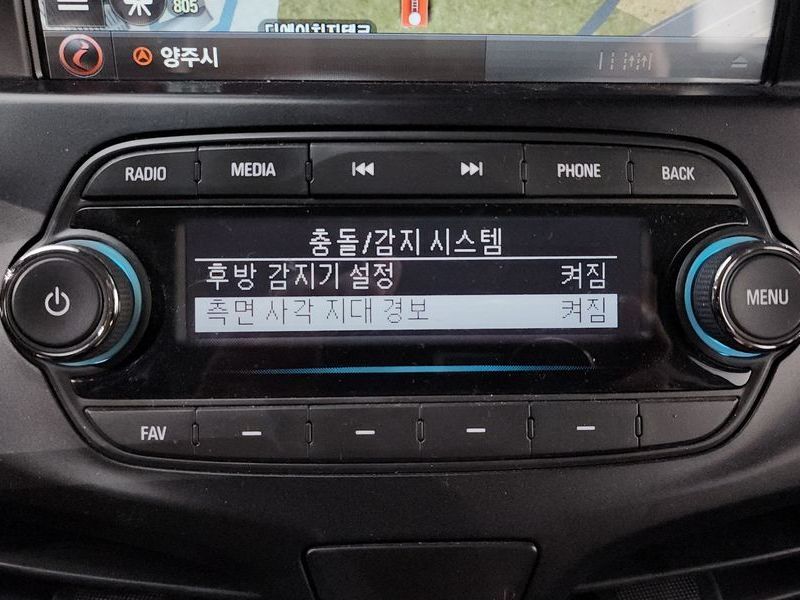 805
양주시
RADIO
MEDIA
PHONE
BACK
충돌/감지 시스템
후방 감지기 설정 켜짐
측면 사각 지대 경보 켜짐
MENU
FAV